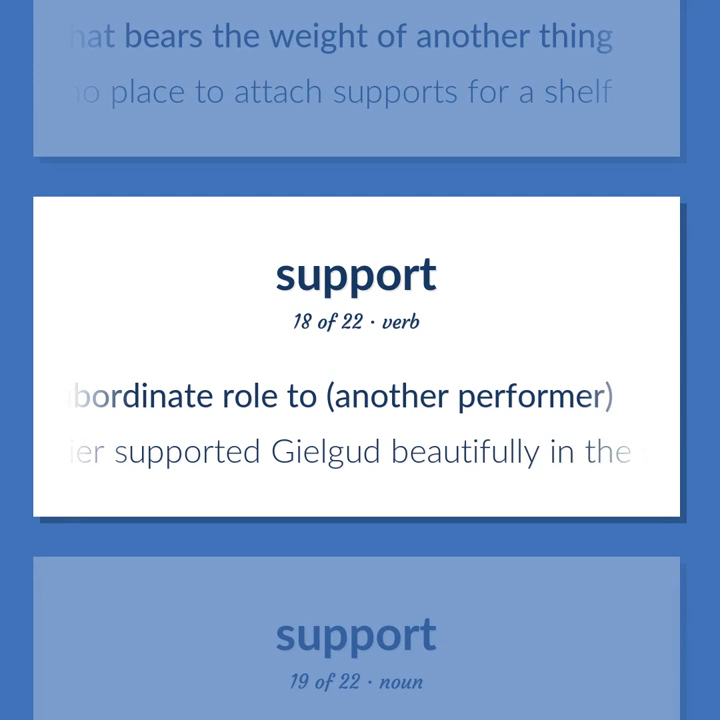 bears the weight of another thing
place to attach supports for a shelf
support
18 of 22 · verb
role to (another performer)
supported Gielgud beautifully in the
support
19 of 22 · noun